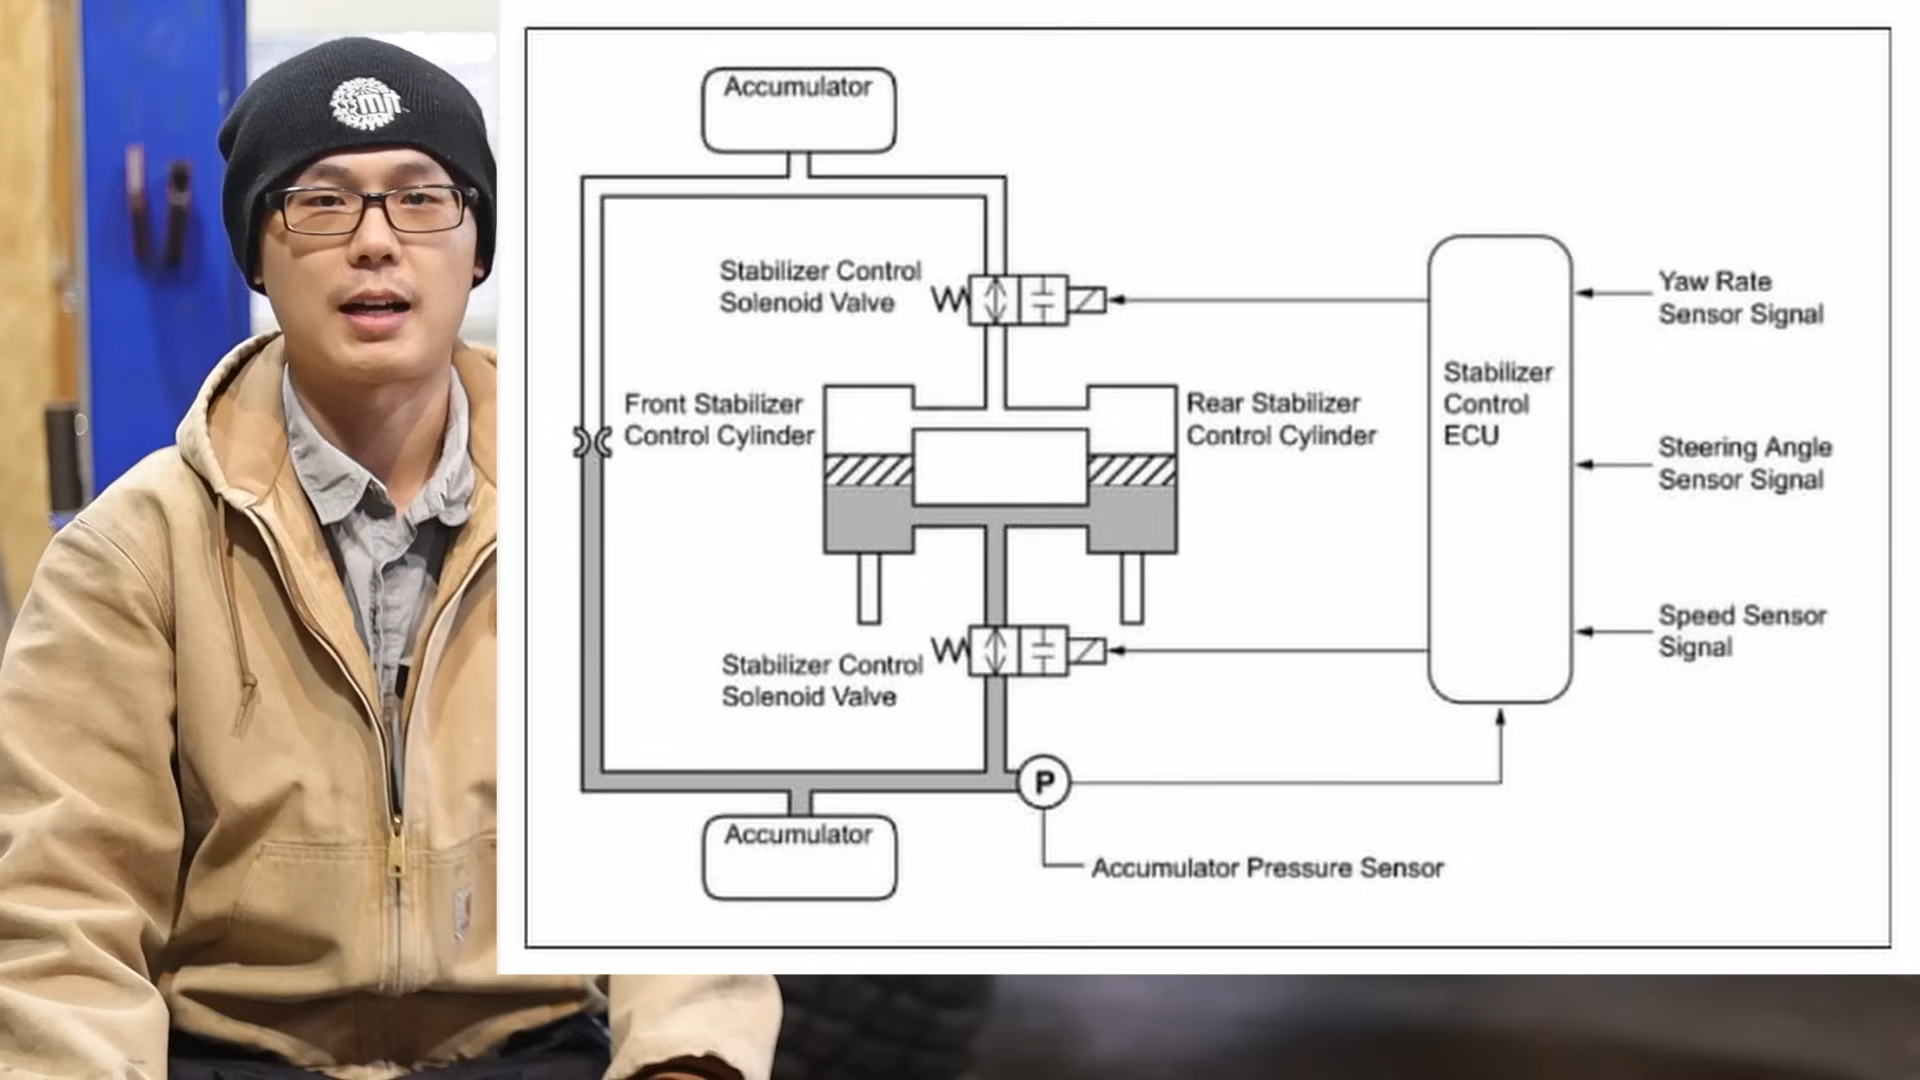 Accumulator
Stabilizer Control
Solenoid Valve
Yaw Rate
Sensor Signal
Stabilizer
Control
ECU
Front Stabilizer
Control Cylinder
Rear Stabilizer
Control Cylinder
Steering Angle
Sensor Signal
Speed Sensor
Signal
Stabilizer Control
Solenoid Valve
P
Accumulator
Accumulator Pressure Sensor